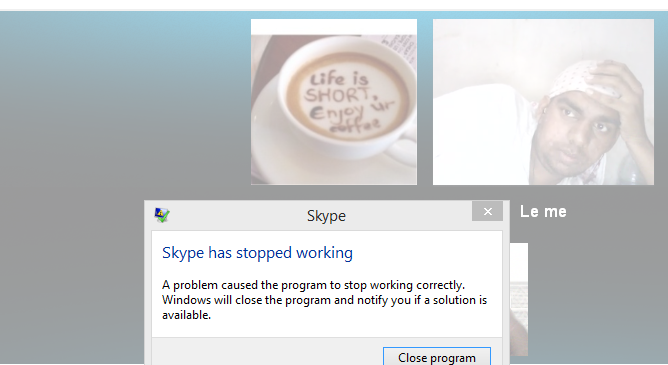 Life is
SHORT.
Enjoy ur
coffee
Skype
Le me
Skype has stopped working
A problem caused the program to stop working correctly.
Windows will close the program and notify you if a solution is
available.
Close program